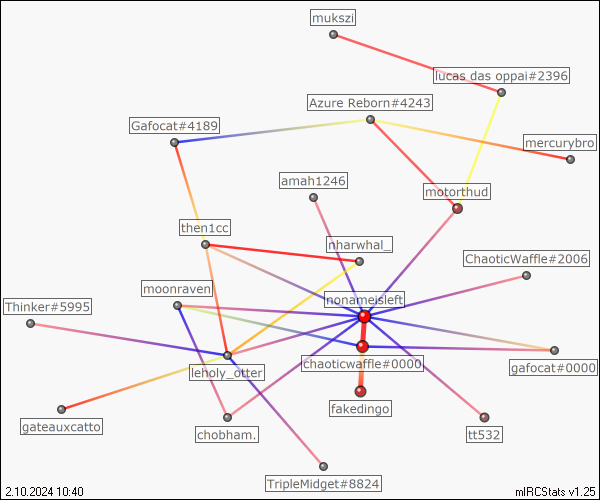 mukszi
lucas das oppai#2396
Azure Reborn#4243
Gafocat#4189
mercurybro
amah1246
motorthud
then1cc
nharwhal_
ChaoticWaffle#2006
moonraven
nonameisleft
Thinker#5995
chaoticwaffle#0000
gafocat#0000
leholy_otter
fakedingo
gateauxcatto
chobham.
tt532
TripleMidget#8824
2.10.2024 10:40
mIRCStats v1.25